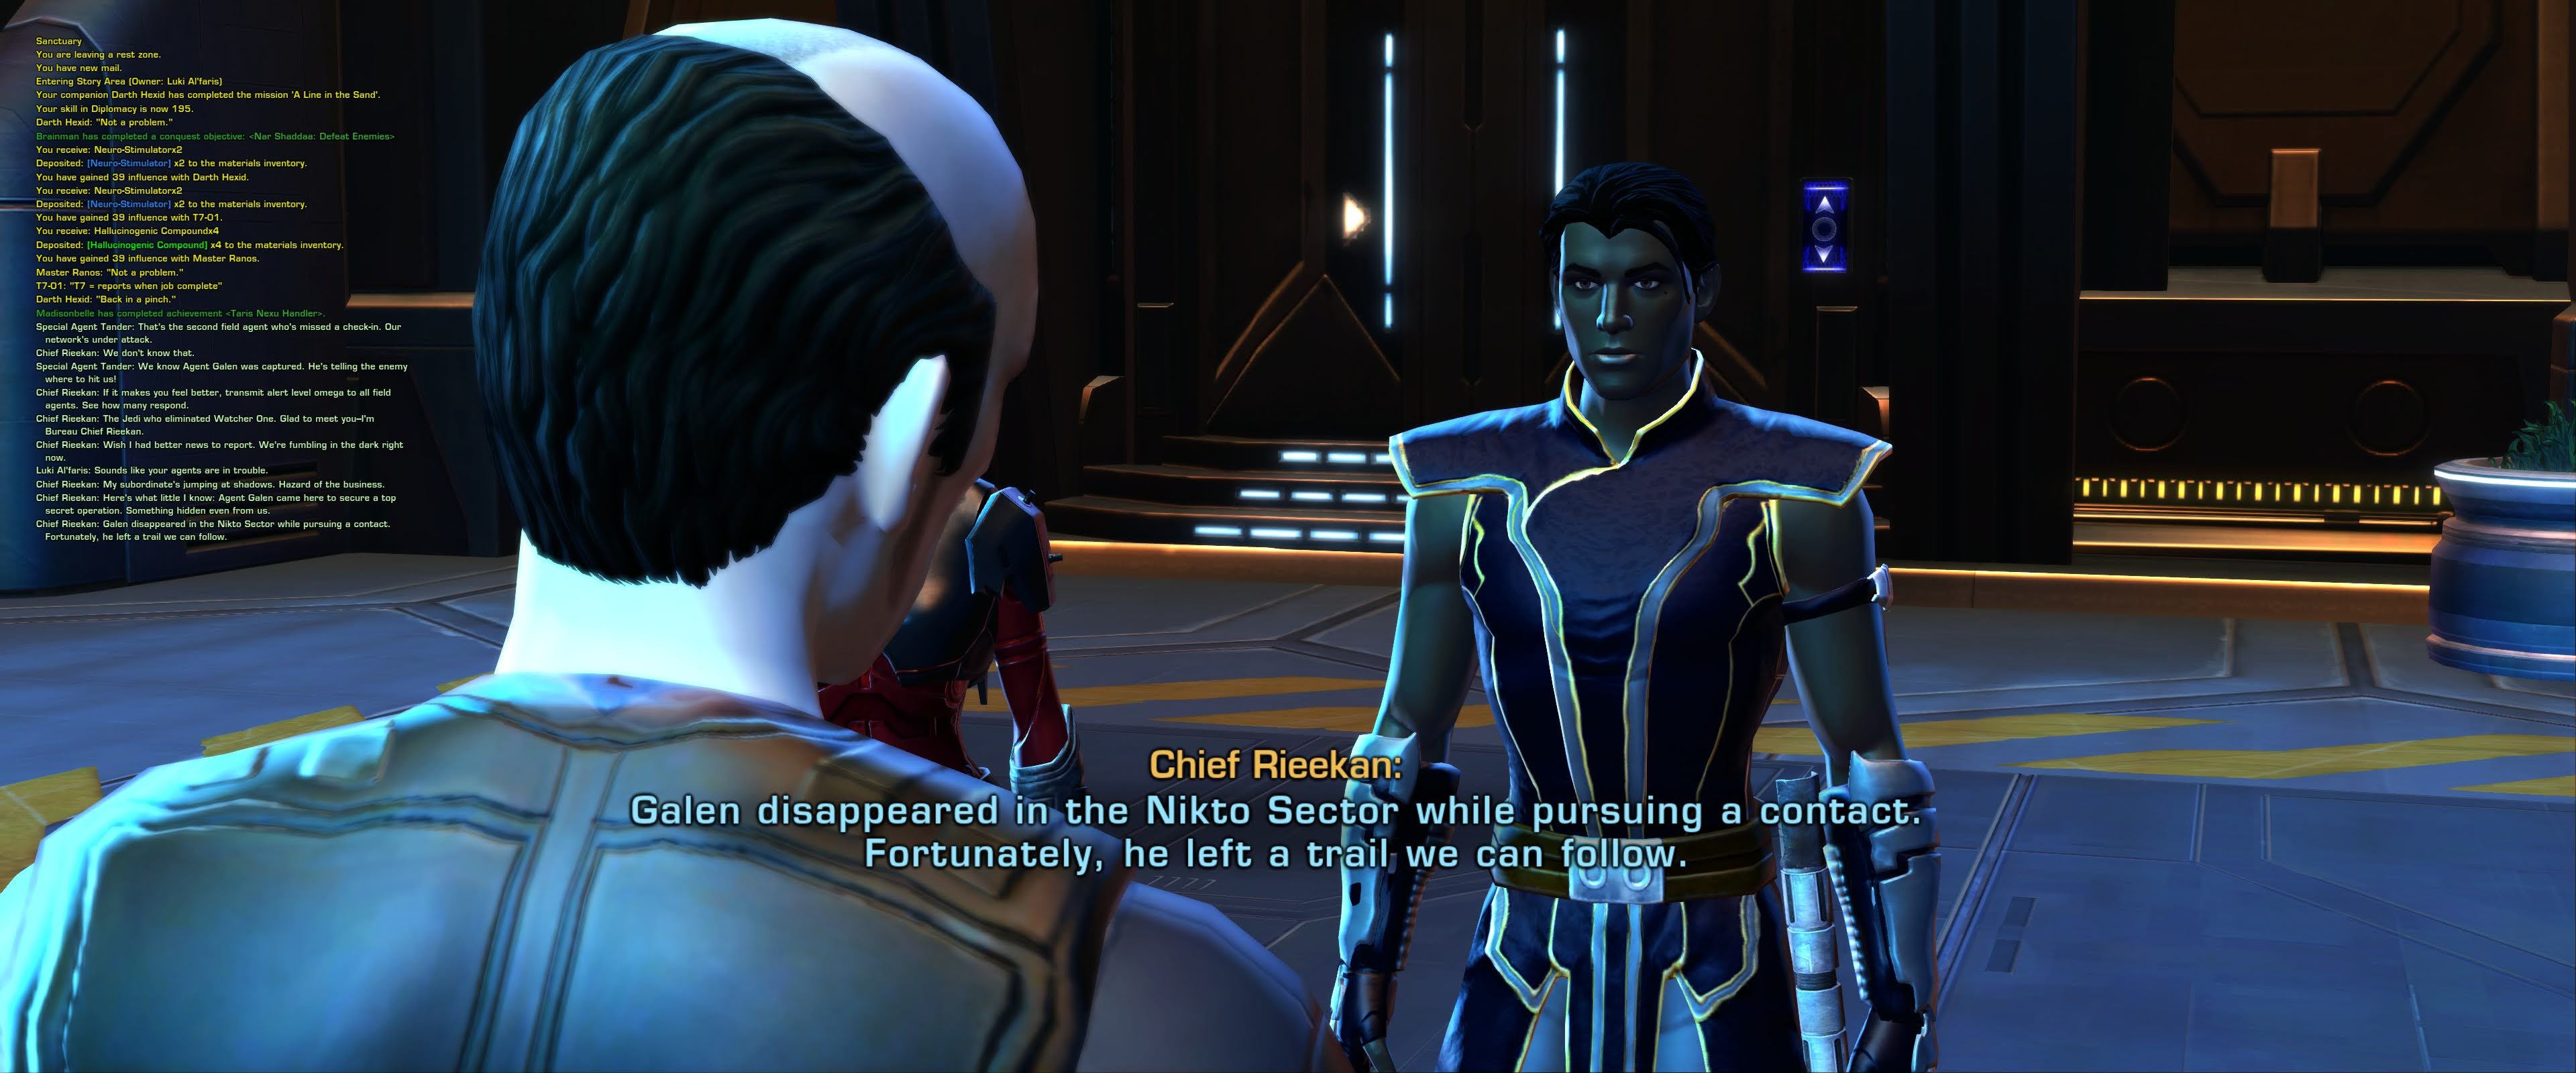 Sanctuary
You are leaving a rest zone.
You have new mail.
Entering Story Area (Owner: Luki Al'faris)
Your companion Darth Hexid has completed the mission 'A Line in the Sand'.
Your skill in Diplomacy is now 195.
Darth Hexid: "Not a problem."
Brainman has completed a conquest objective: <Nar Shaddaa: Defeat Enemies>
You receive: Neuro-Stimulatorx2
Deposited: [Neuro-Stimulator] x2 to the materials inventory.
You have gained 39 influence with Darth Hexid.
You receive: Neuro-Stimulatorx2
Deposited: [Neuro-Stimulator] x2 to the materials inventory.
You have gained 39 influence with T7-01.
You receive: Hallucinogenic Compoundx4
Deposited: [Hallucinogenic Compound] x4 to the materials inventory.
You have gained 39 influence with Master Ranos.
Master Ranos: "Not a problem."
T7-01: "T7 = reports when job complete"
Darth Hexid: "Back in a pinch."
Madisonbelle has completed achievement <Taris Nexu Handler>.
Special Agent Tander: That's the second field agent who's missed a check-in. Our
network's under attack.
Chief Rieekan: We don't know that.
Special Agent Tander: We know Agent Galen was captured. He's telling the enemy
where to hit us!
Chief Rieekan: If it makes you feel better, transmit alert level omega to all field
agents. See how many respond.
Chief Rieekan: The Jedi who eliminated Watcher One. Glad to meet you—I'm
Bureau Chief Rieekan.
Chief Rieekan: Wish I had better news to report. We're fumbling in the dark right
now.
Luki Al'faris: Sounds like your agents are in trouble.
Chief Rieekan: My subordinate's jumping at shadows. Hazard of the business.
Chief Rieekan: Here's what little I know: Agent Galen came here to secure a top
secret operation. Something hidden even from us.
Chief Rieekan: Galen disappeared in the Nikto Sector while pursuing a contact.
Fortunately, he left a trail we can follow.
Chief Rieekan:
Galen disappeared in the Nikto Sector while pursuing a contact.
Fortunately, he left a trail we can follow.